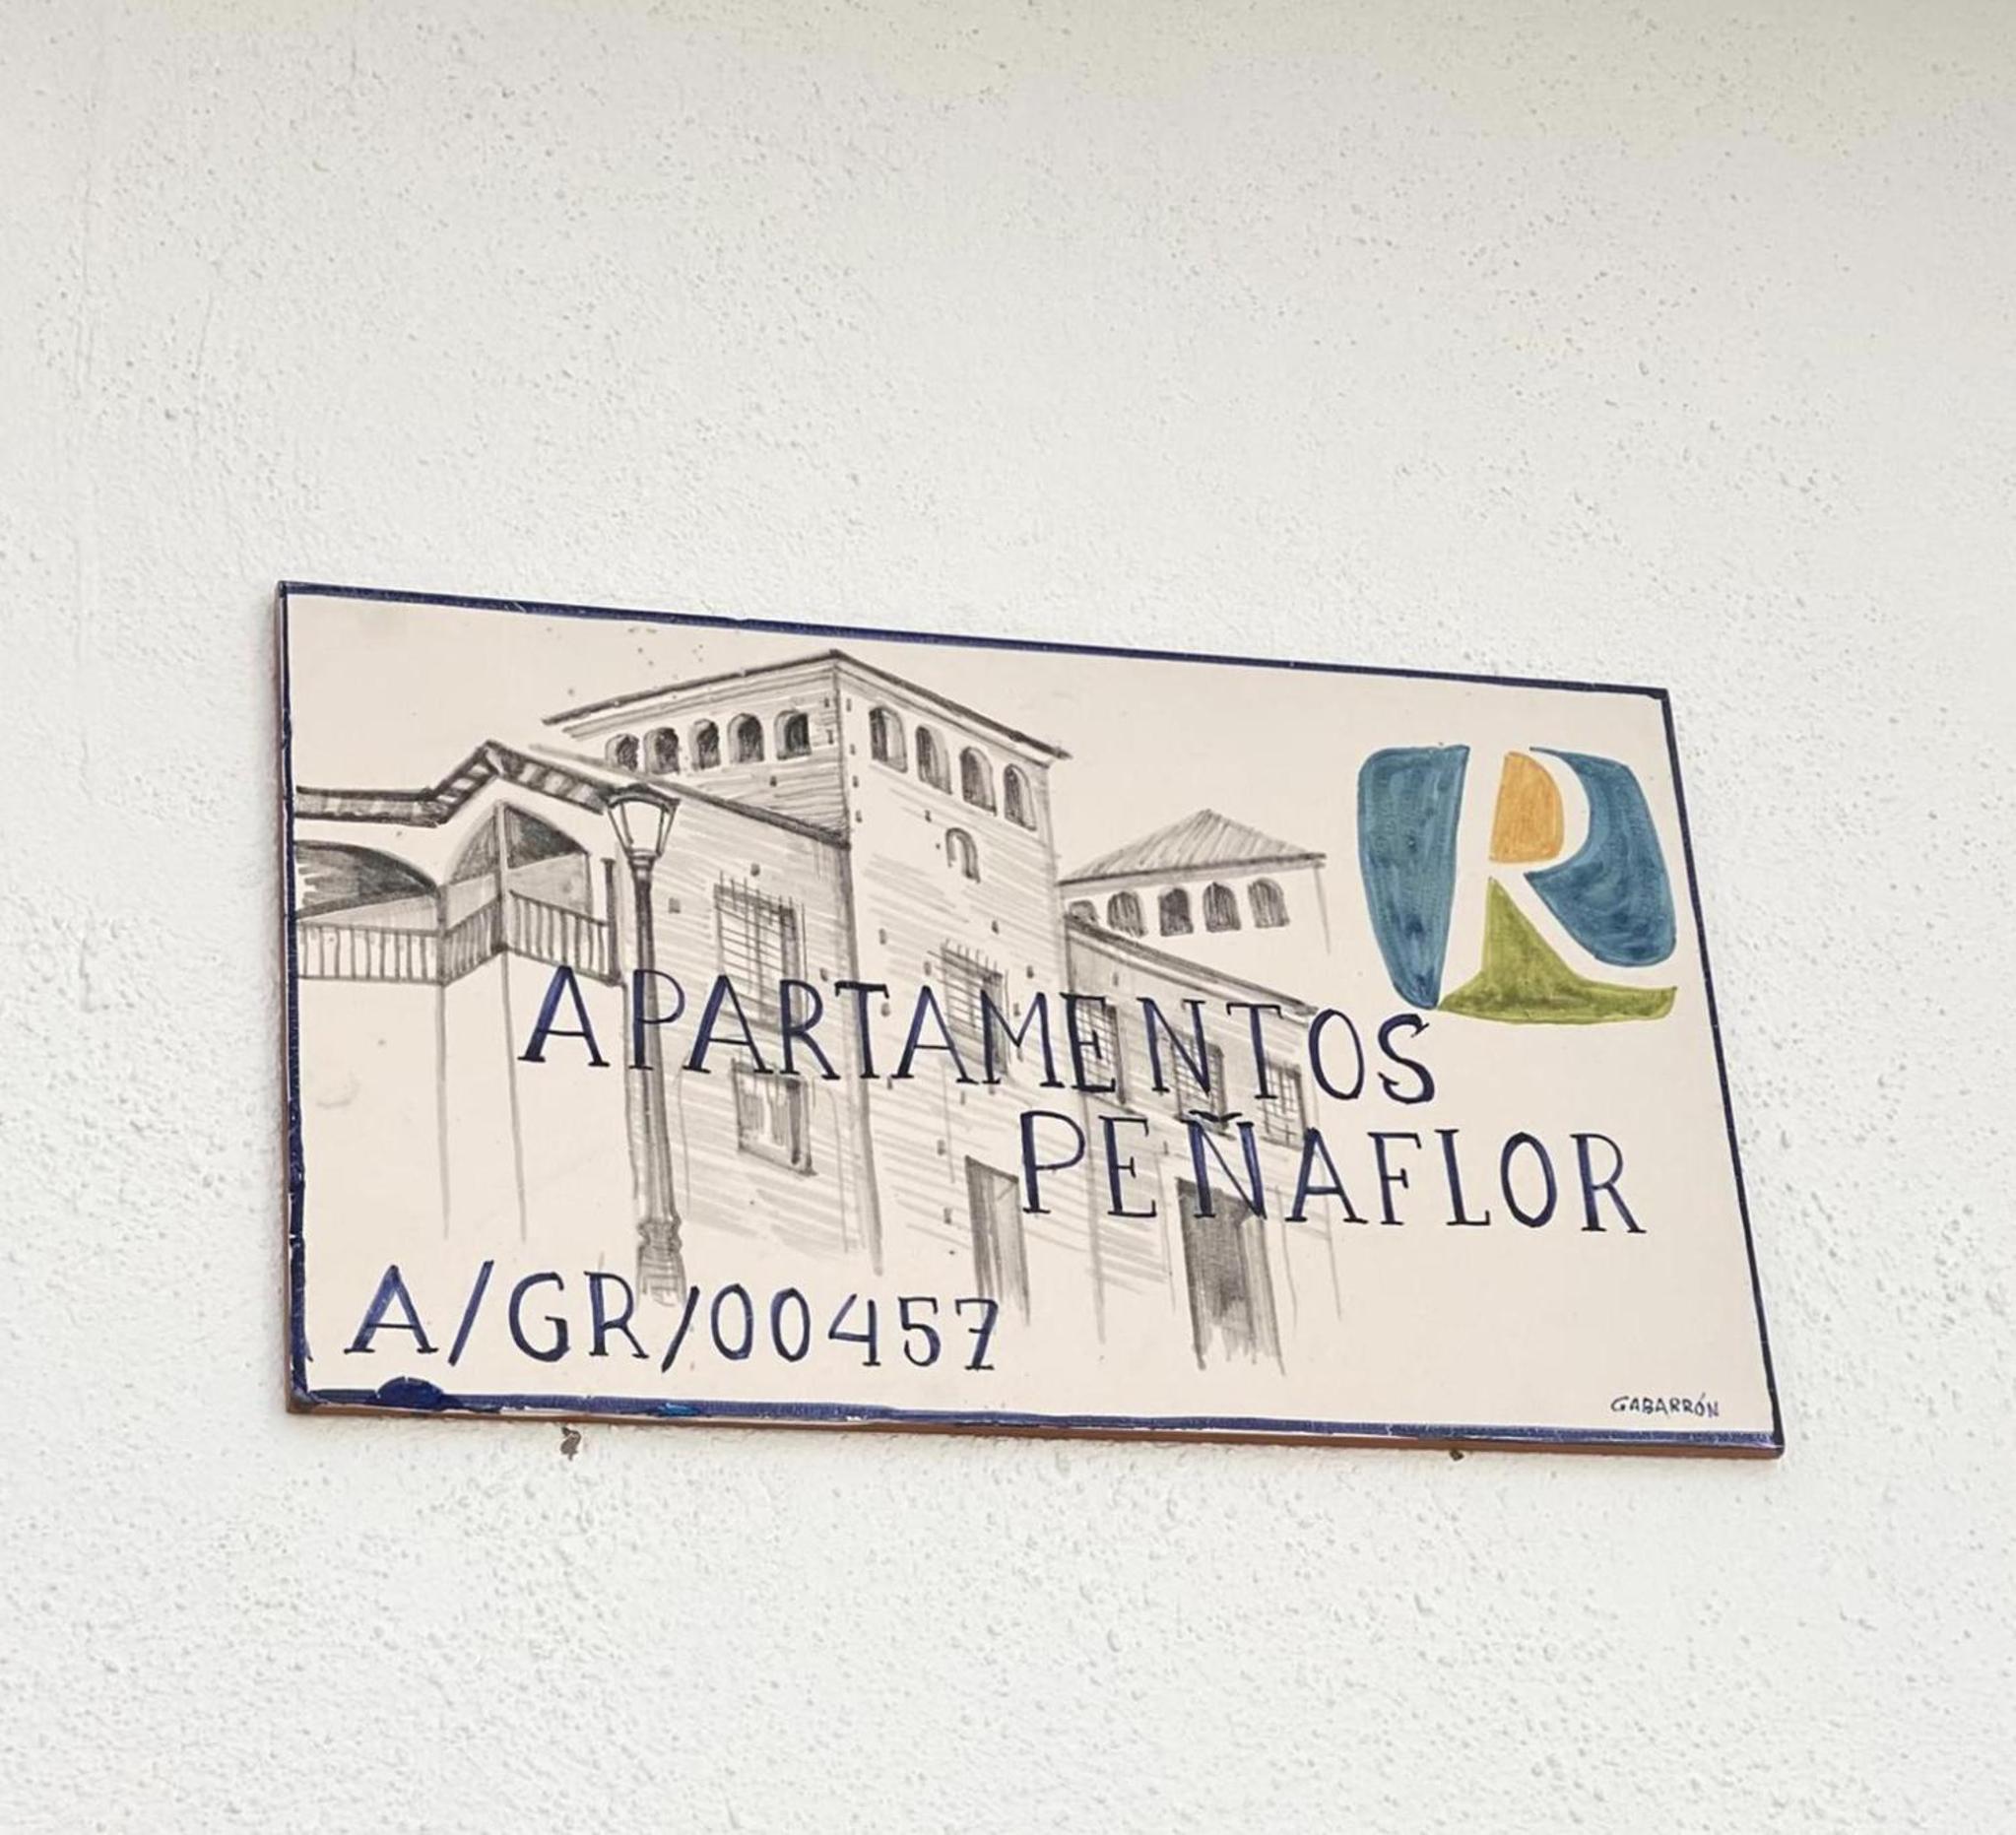 R
APARTAMENTOS
PEÑAFLOR
A/GR/00457
GABARRÓN